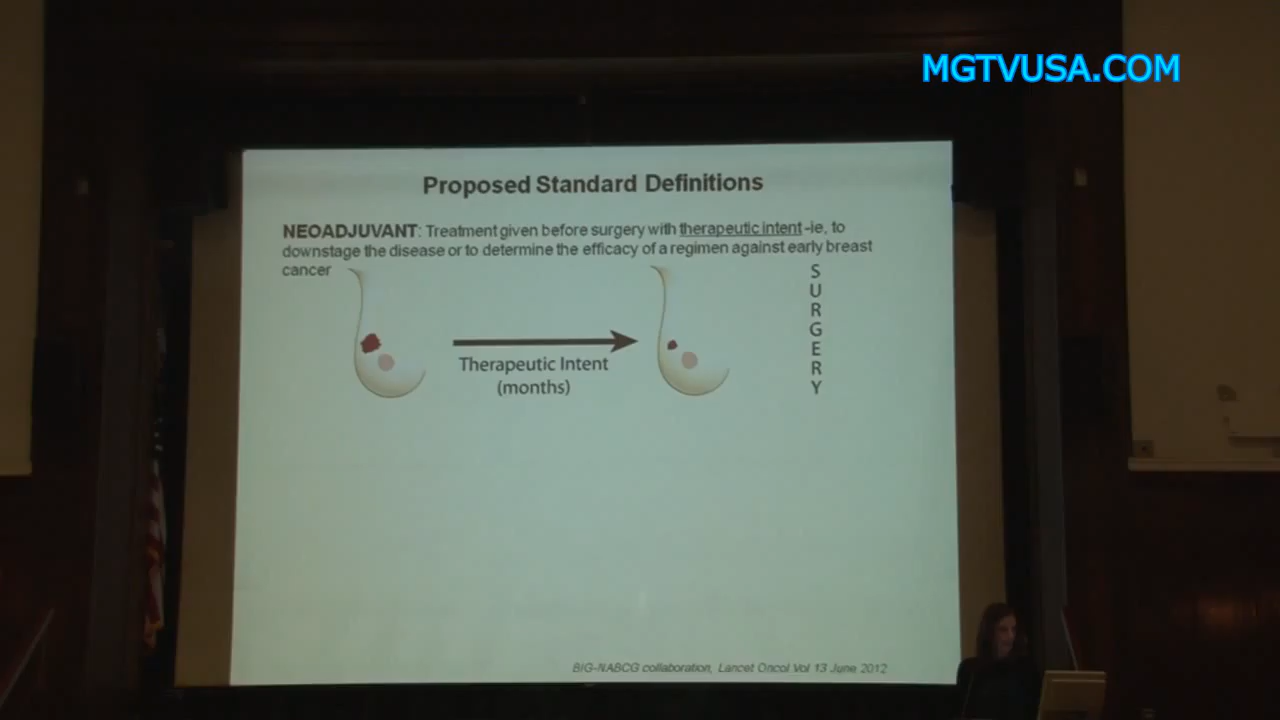 MGTVUSA.COM
Proposed Standard Definitions
NEOADJUVANT: Treatment given before surgery with therapeutic intent -ie, to
downstage the disease or to determine the efficacy of a regimen against early breast
cancer
Therapeutic Intent
(months)
SURGERY
BIG-NABCG collaboration, Lancet Oncol Vol 13 June 2012